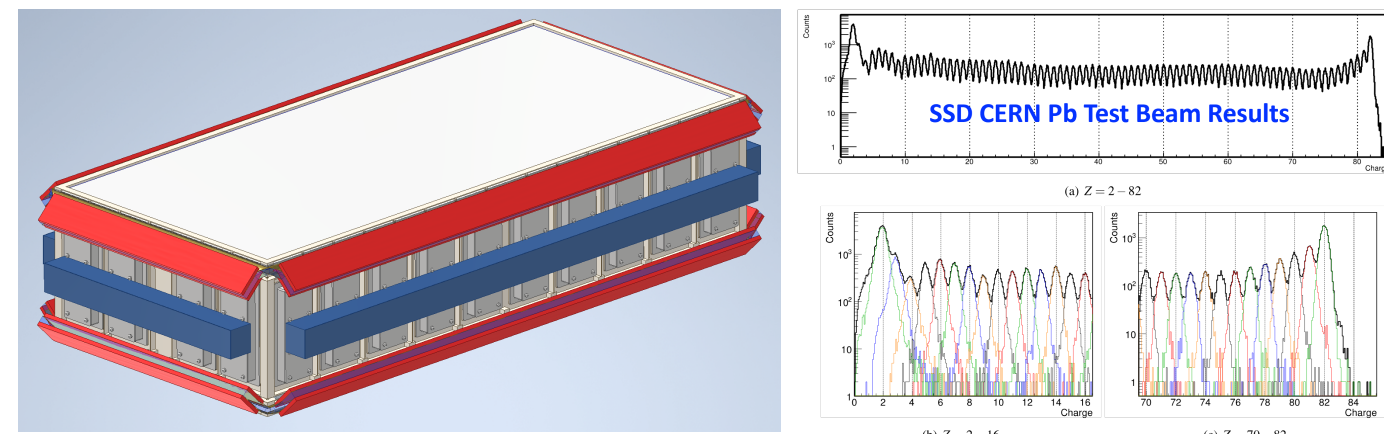 Counts
10³
10²
10
1
SSD CERN Pb Test Beam Results
0 10 20 30 40 50 60 70 80
Charg
(a) Z = 2 – 82
Counts
10³
10²
10
1
0 2 4 6 8 10 12 14 16
Charge
Counts
10³
10²
10
1
70 72 74 76 78 80 82 84
Charge